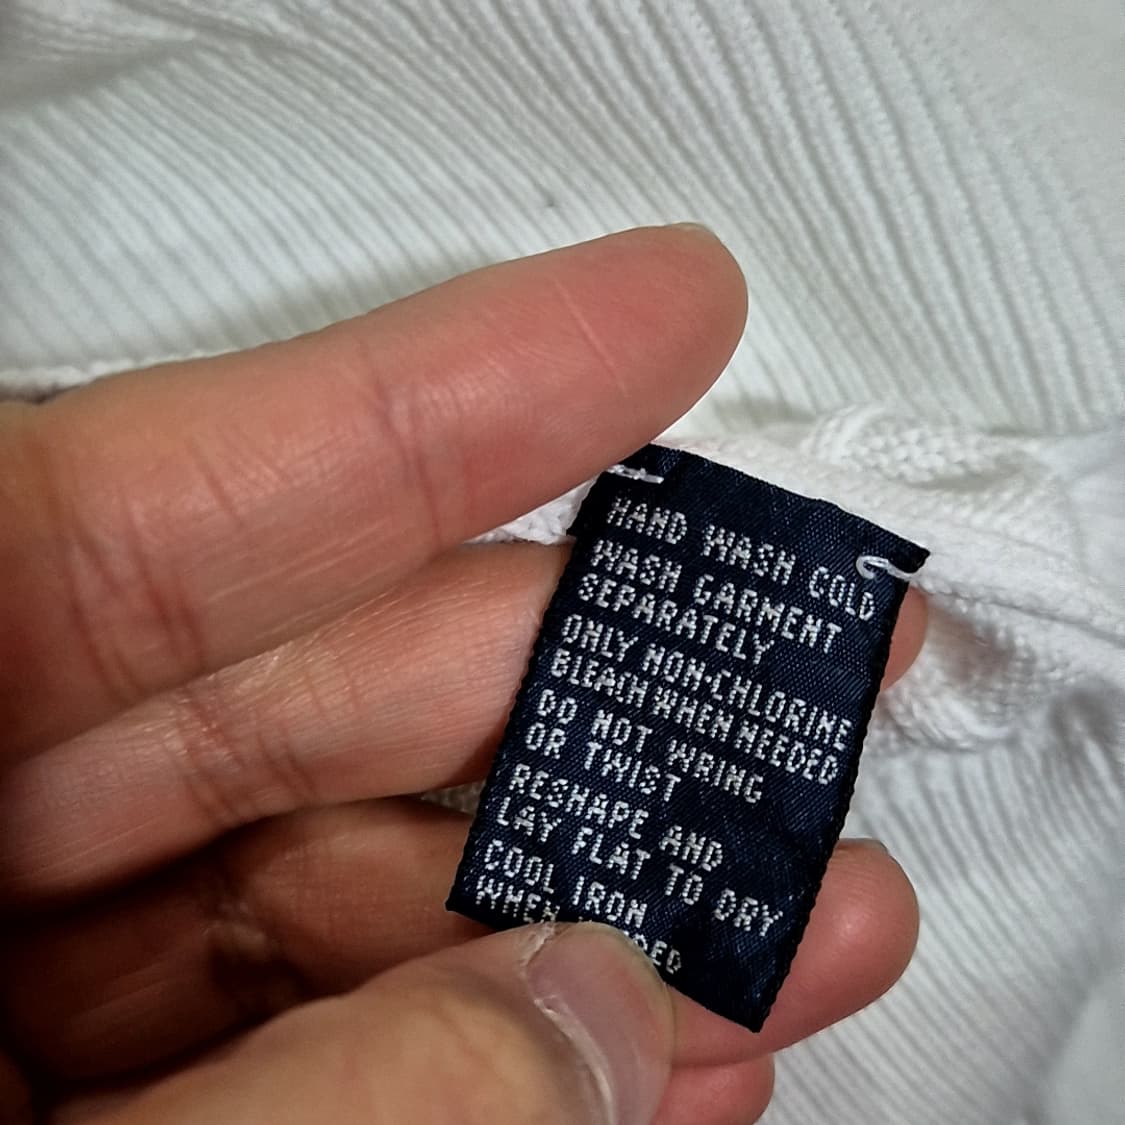 HAND WASH COLD
WASH GARMENT
SEPARATELY
ONLY NON-CHLORINE
BLEACH WHEN NEEDED
DO NOT WRING
OR TWIST
RESHAPE AND
LAY FLAT TO DRY
COOL IRON
WHEN